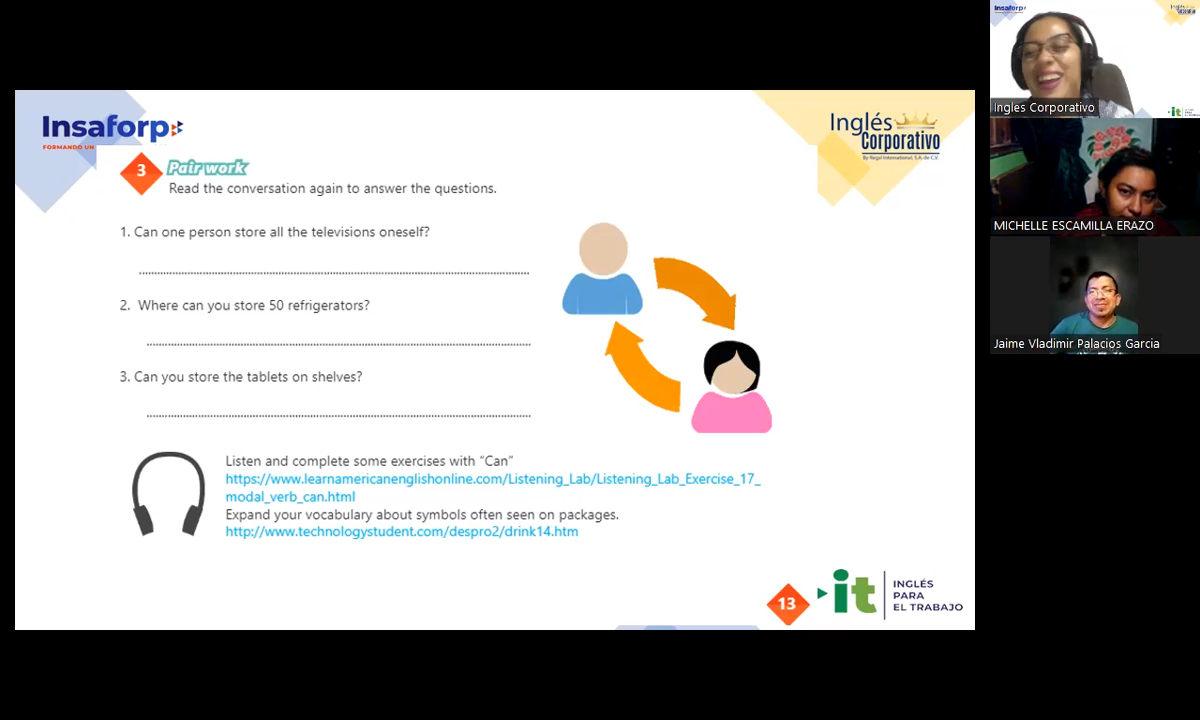 Insaforp
FORMANDO UN
Inglés
Corporativo
By Regal International, S.A. de C.V.
3
Pair work
Read the conversation again to answer the questions.
1. Can one person store all the televisions oneself?
2. Where can you store 50 refrigerators?
3. Can you store the tablets on shelves?
Listen and complete some exercises with “Can”
https://www.learnamericanenglishonline.com/Listening_Lab/Listening_Lab_Exercise_17_
modal_verb_can.html
Expand your vocabulary about symbols often seen on packages.
http://www.technologystudent.com/despro2/drink14.htm
13
it
INGLÉS
PARA
EL TRABAJO
Insaforp
Ingles Corporativo
MICHELLE ESCAMILLA ERAZO
Jaime Vladimir Palacios Garcia